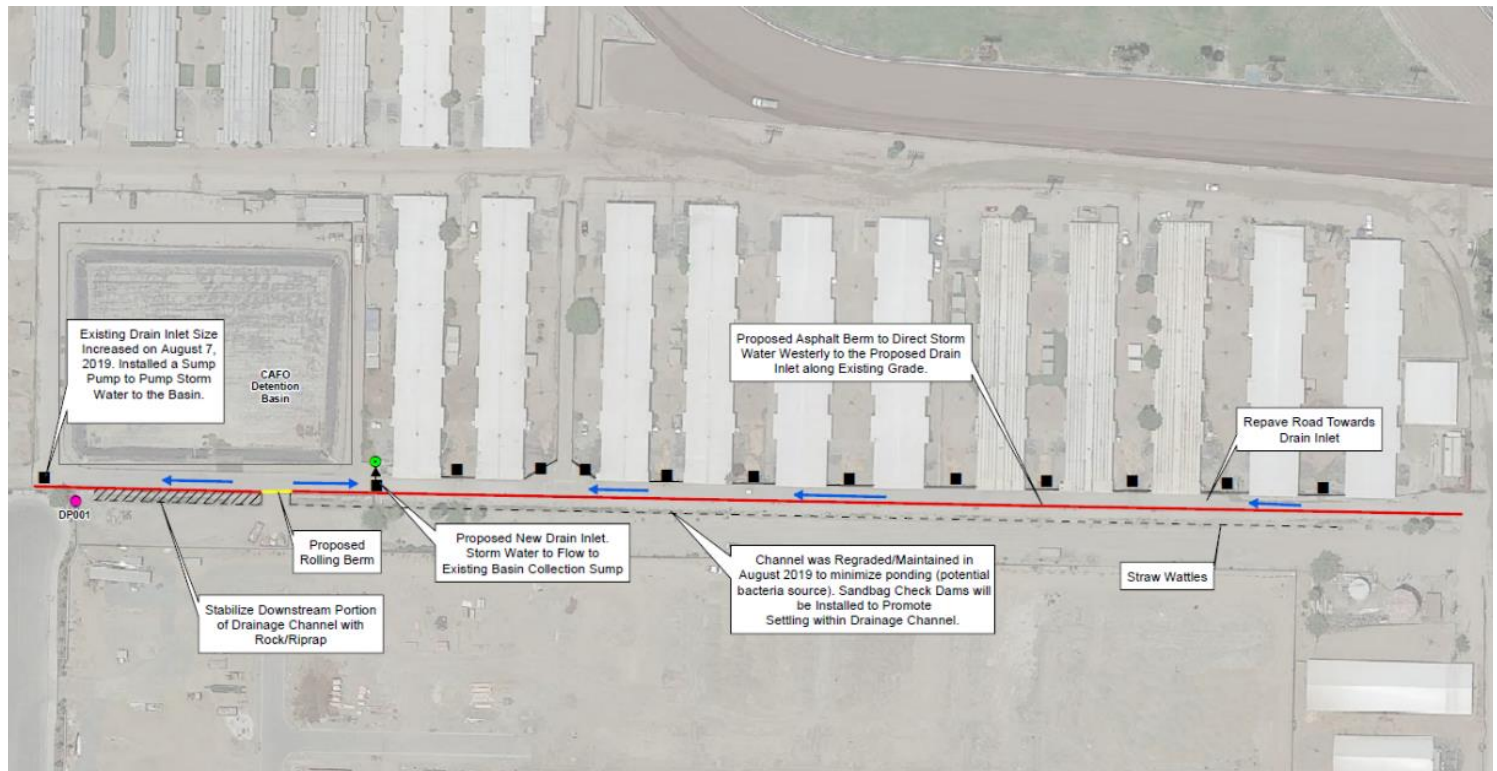 Existing Drain Inlet Size
Increased on August 7,
2019. Installed a Sump
Pump to Pump Storm
Water to the Basin.
CAFO
Detention
Basin
Proposed Asphalt Berm to Direct Storm
Water Westerly to the Proposed Drain
Inlet along Existing Grade.
Repave Road Towards
Drain Inlet
DP001
Proposed
Rolling Berm
Proposed New Drain Inlet.
Storm Water to Flow to
Existing Basin Collection Sump
Channel was Regraded/Maintained in
August 2019 to minimize ponding (potential
bacteria source). Sandbag Check Dams will
be Installed to Promote
Settling within Drainage Channel.
Straw Wattles
Stabilize Downstream Portion
of Drainage Channel with
Rock/Riprap